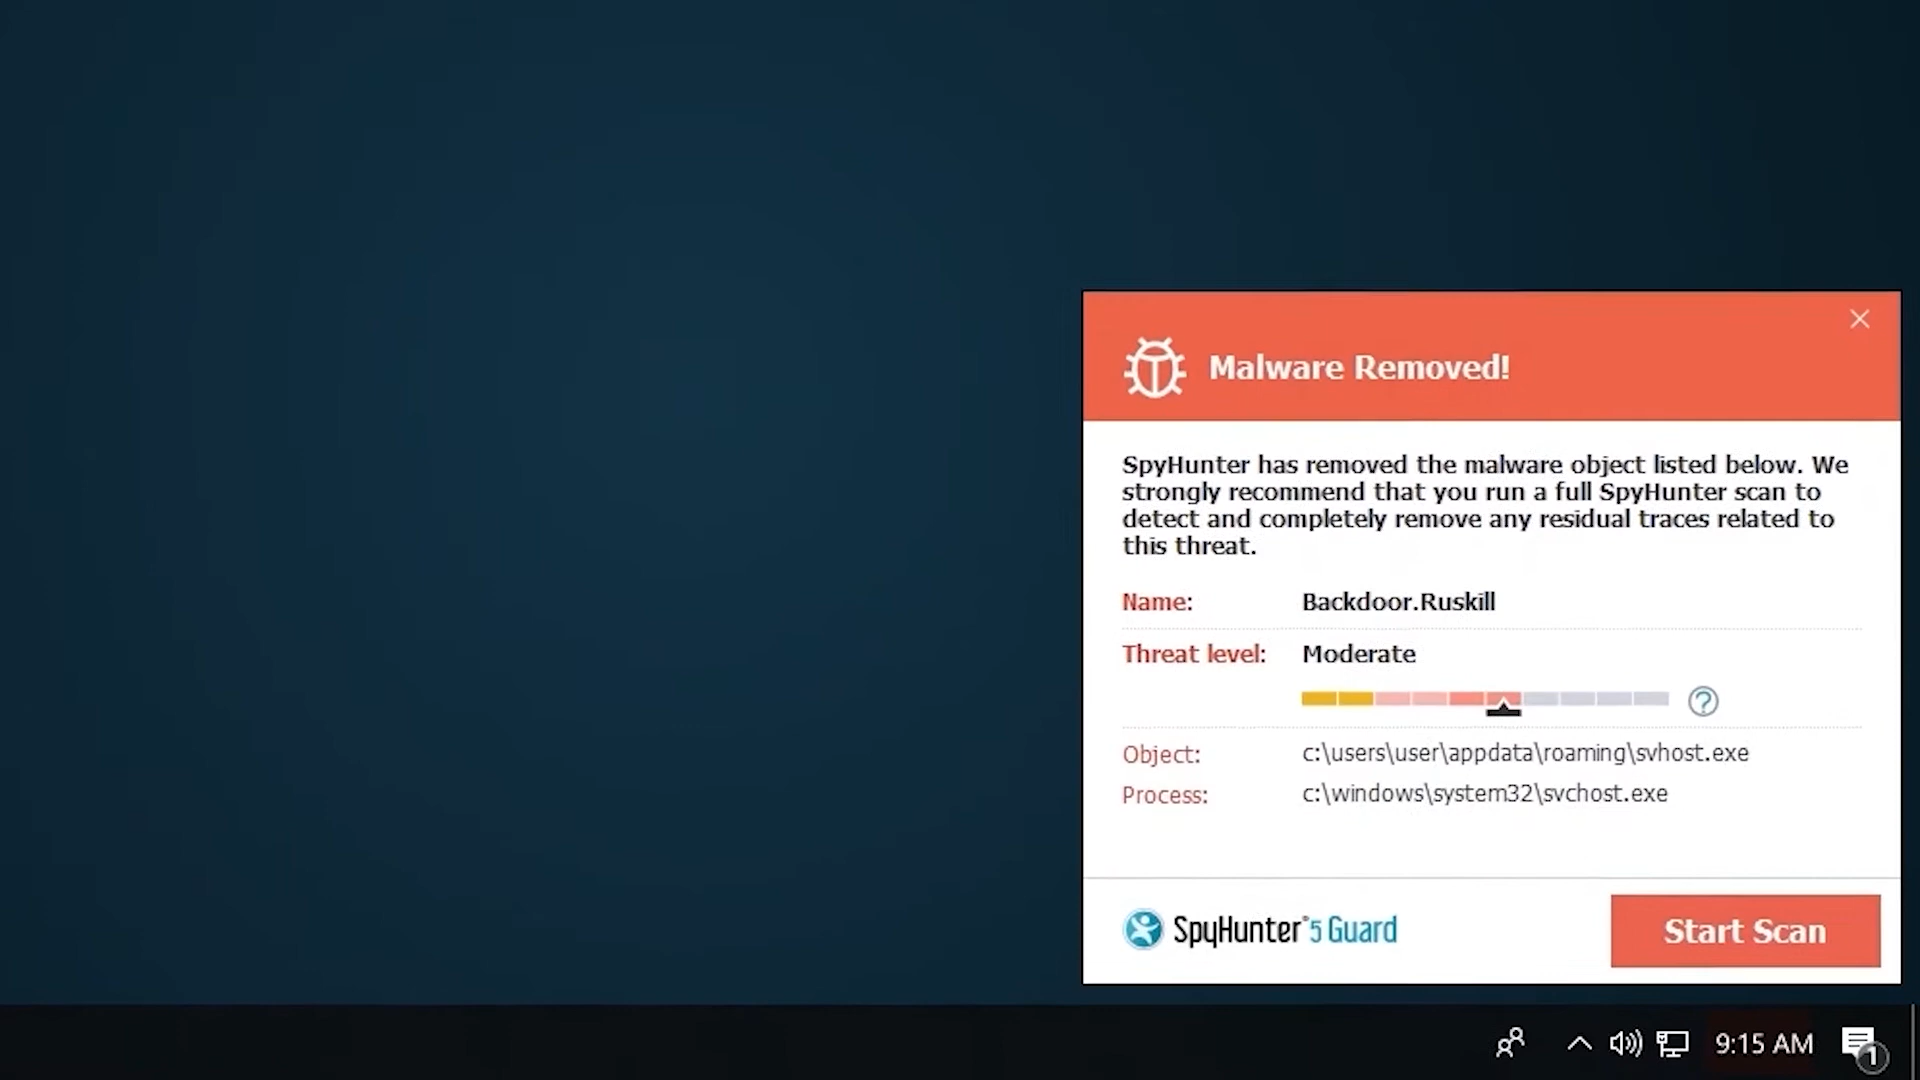 Malware Removed!
SpyHunter has removed the malware object listed below. We
strongly recommend that you run a full SpyHunter scan to
detect and completely remove any residual traces related to
this threat.
Name: Backdoor.Ruskill
Threat level: Moderate
?
Object: c:\users\user\appdata\roaming\svhost.exe
Process: c:\windows\system32\svchost.exe
SpyHunter® 5 Guard
Start Scan
9:15 AM
1